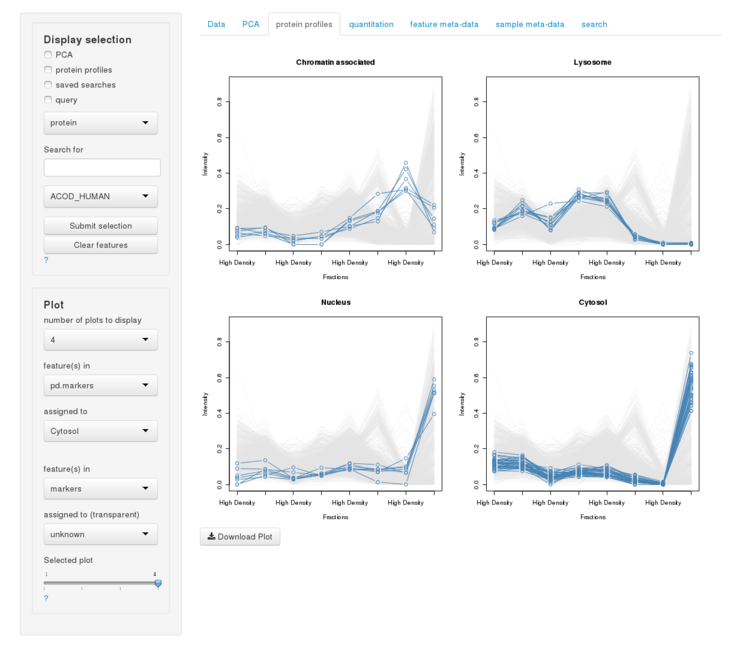 Display selection
PCA
protein profiles
saved searches
query
protein
Search for
ACOD_HUMAN
Submit selection
Clear features
?
Plot
number of plots to display
4
feature(s) in
pd.markers
assigned to
Cytosol
feature(s) in
markers
assigned to (transparent)
unknown
Selected plot
1 4
?
Data PCA protein profiles quantitation feature meta-data sample meta-data search
Chromatin associated
Intensity
0.0 0.2 0.4 0.6 0.8
High Density High Density High Density High Density
Fractions
Lysosome
Intensity
0.0 0.2 0.4 0.6 0.8
High Density High Density High Density High Density
Fractions
Nucleus
Intensity
0.0 0.2 0.4 0.6 0.8
High Density High Density High Density High Density
Fractions
Cytosol
Intensity
0.0 0.2 0.4 0.6 0.8
High Density High Density High Density High Density
Fractions
Download Plot